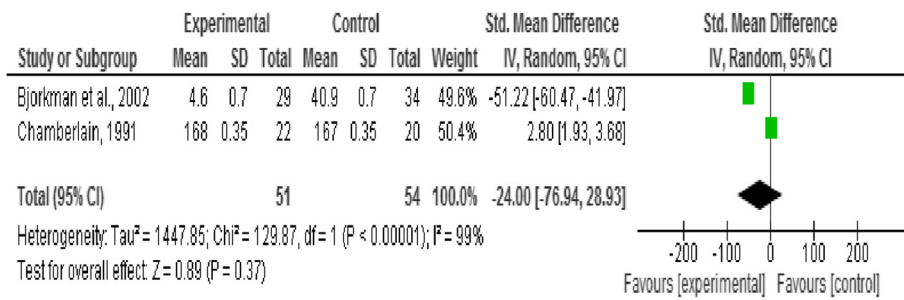 Experimental Control Std. Mean Difference Std. Mean Difference
Study or Subgroup Mean SD Total Mean SD Total Weight IV, Random, 95% CI IV, Random, 95% CI
Bjorkman et al., 2002 4.6 0.7 29 40.9 0.7 34 49.6% -51.22 [-60.47, -41.97]
Chamberlain, 1991 168 0.35 22 167 0.35 20 50.4% 2.80 [1.93, 3.68]
Total (95% CI) 51 54 100.0% -24.00 [-76.94, 28.93]
Heterogeneity: Tau² = 1447.85; Chi² = 129.87, df = 1 (P < 0.00001); I² = 99%
Test for overall effect: Z = 0.89 (P = 0.37)
-200 -100 0 100 200
Favours [experimental] Favours [control]